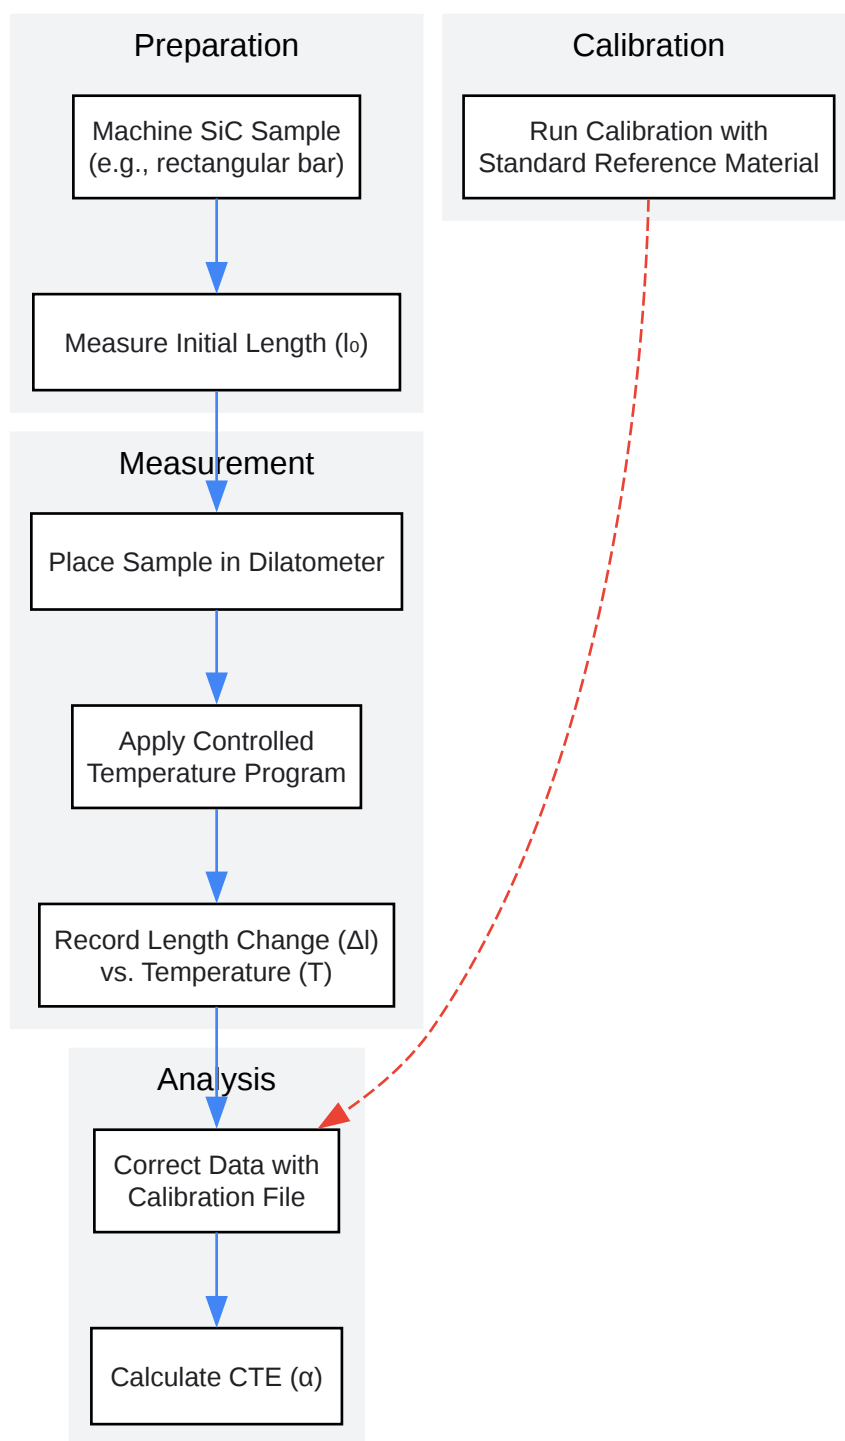 Preparation
Machine SiC Sample
(e.g., rectangular bar)
Measure Initial Length (l₀)
Calibration
Run Calibration with
Standard Reference Material
Measurement
Place Sample in Dilatometer
Apply Controlled
Temperature Program
Record Length Change (Δl)
vs. Temperature (T)
Analysis
Correct Data with
Calibration File
Calculate CTE (α)